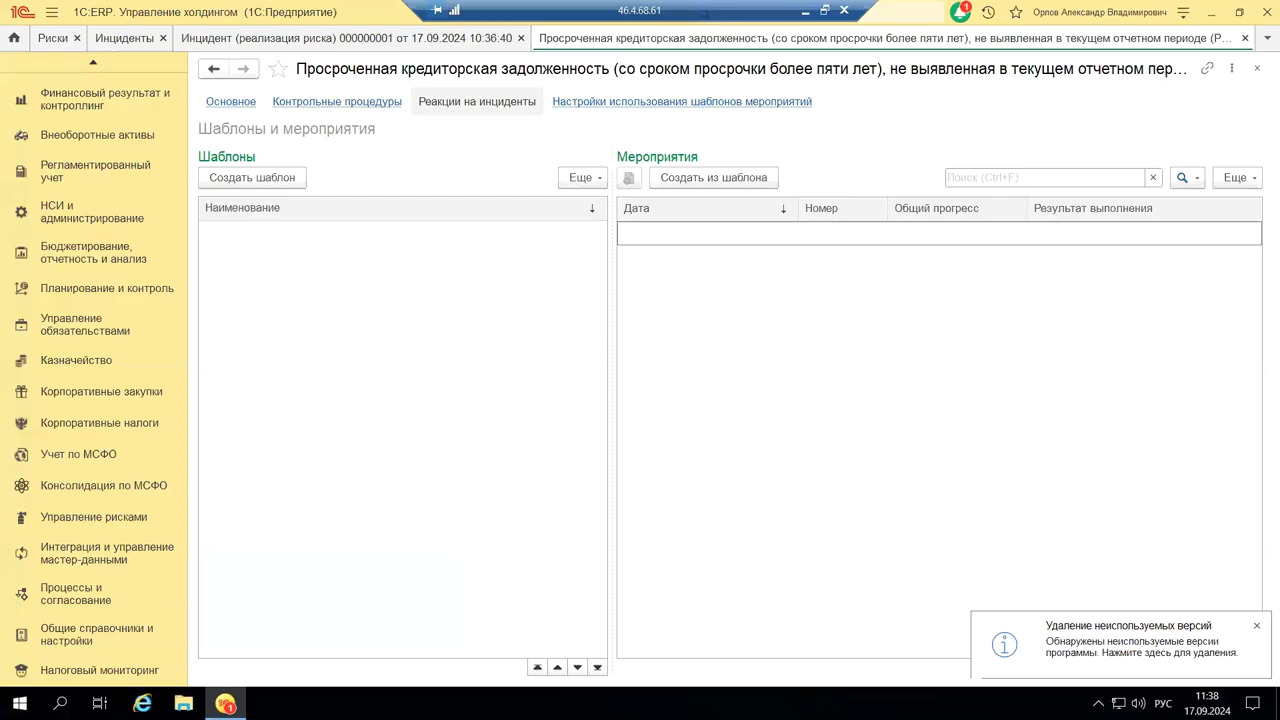 1С:ERP. Управление холдингом (1С:Предприятие)
46.4.68.61
1
Орлов Александр Владимирович
Риски ×
Инциденты ×
Инцидент (реализация риска) 000000001 от 17.09.2024 10:36:40 ×
Просроченная кредиторская задолженность (со сроком просрочки более пяти лет), не выявленная в текущем отчетном периоде (Р... ×
Просроченная кредиторская задолженность (со сроком просрочки более пяти лет), не выявленная в текущем отчетном пер...
Основное
Контрольные процедуры
Реакции на инциденты
Настройки использования шаблонов мероприятий
Шаблоны и мероприятия
Шаблоны
Создать шаблон
Еще
Наименование
Мероприятия
Создать из шаблона
Поиск (Ctrl+F)
Еще
Дата
Номер
Общий прогресс
Результат выполнения
Финансовый результат и
контроллинг
Внеоборотные активы
Регламентированный
учет
НСИ и
администрирование
Бюджетирование,
отчетность и анализ
Планирование и контроль
Управление
обязательствами
Казначейство
Корпоративные закупки
Корпоративные налоги
Учет по МСФО
Консолидация по МСФО
Управление рисками
Интеграция и управление
мастер-данными
Процессы и
согласование
Общие справочники и
настройки
Налоговый мониторинг
Удаление неиспользуемых версий
Обнаружены неиспользуемые версии
программы. Нажмите здесь для удаления.
1
РУС
11:38
17.09.2024